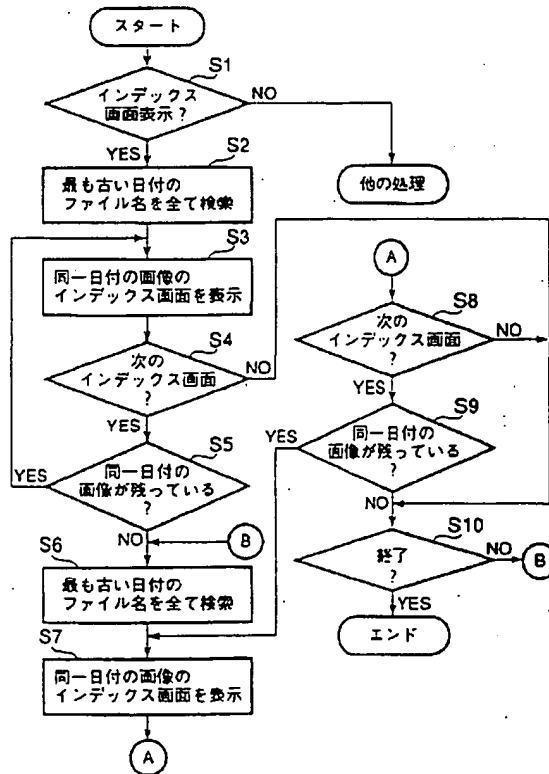 スタート
S1
インデックス
画面表示?
NO
YES
S2
他の処理
最も古い日付の
ファイル名を全て検索
S3
同一日付の画像の
インデックス画面を表示
S4
次の
インデックス画面
?
NO
YES
S5
YES
同一日付の
画像が残っている
?
NO
B
S6
最も古い日付の
ファイル名を全て検索
S7
同一日付の画像の
インデックス画面を表示
A
A
S8
次の
インデックス画面
?
NO
YES
S9
YES
同一日付の
画像が残っている
?
NO
S10
終了
?
NO
B
YES
エンド